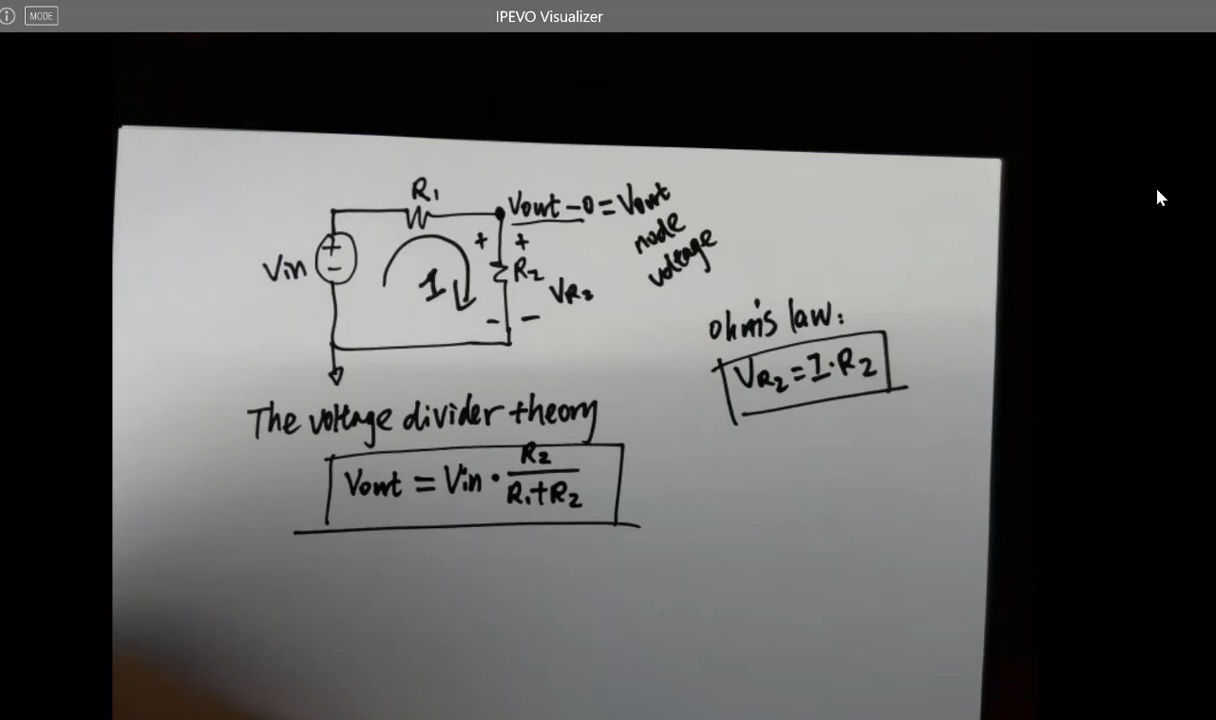 MODE
IPEVO Visualizer
R₁
Vout - 0 = Vout
node
voltage
Vin
+
-
I
+ +
R₂
VR₂
- -
ohm's law:
VR₂ = I·R₂
The voltage divider theory
Vout = Vin · R₂ / R₁+R₂